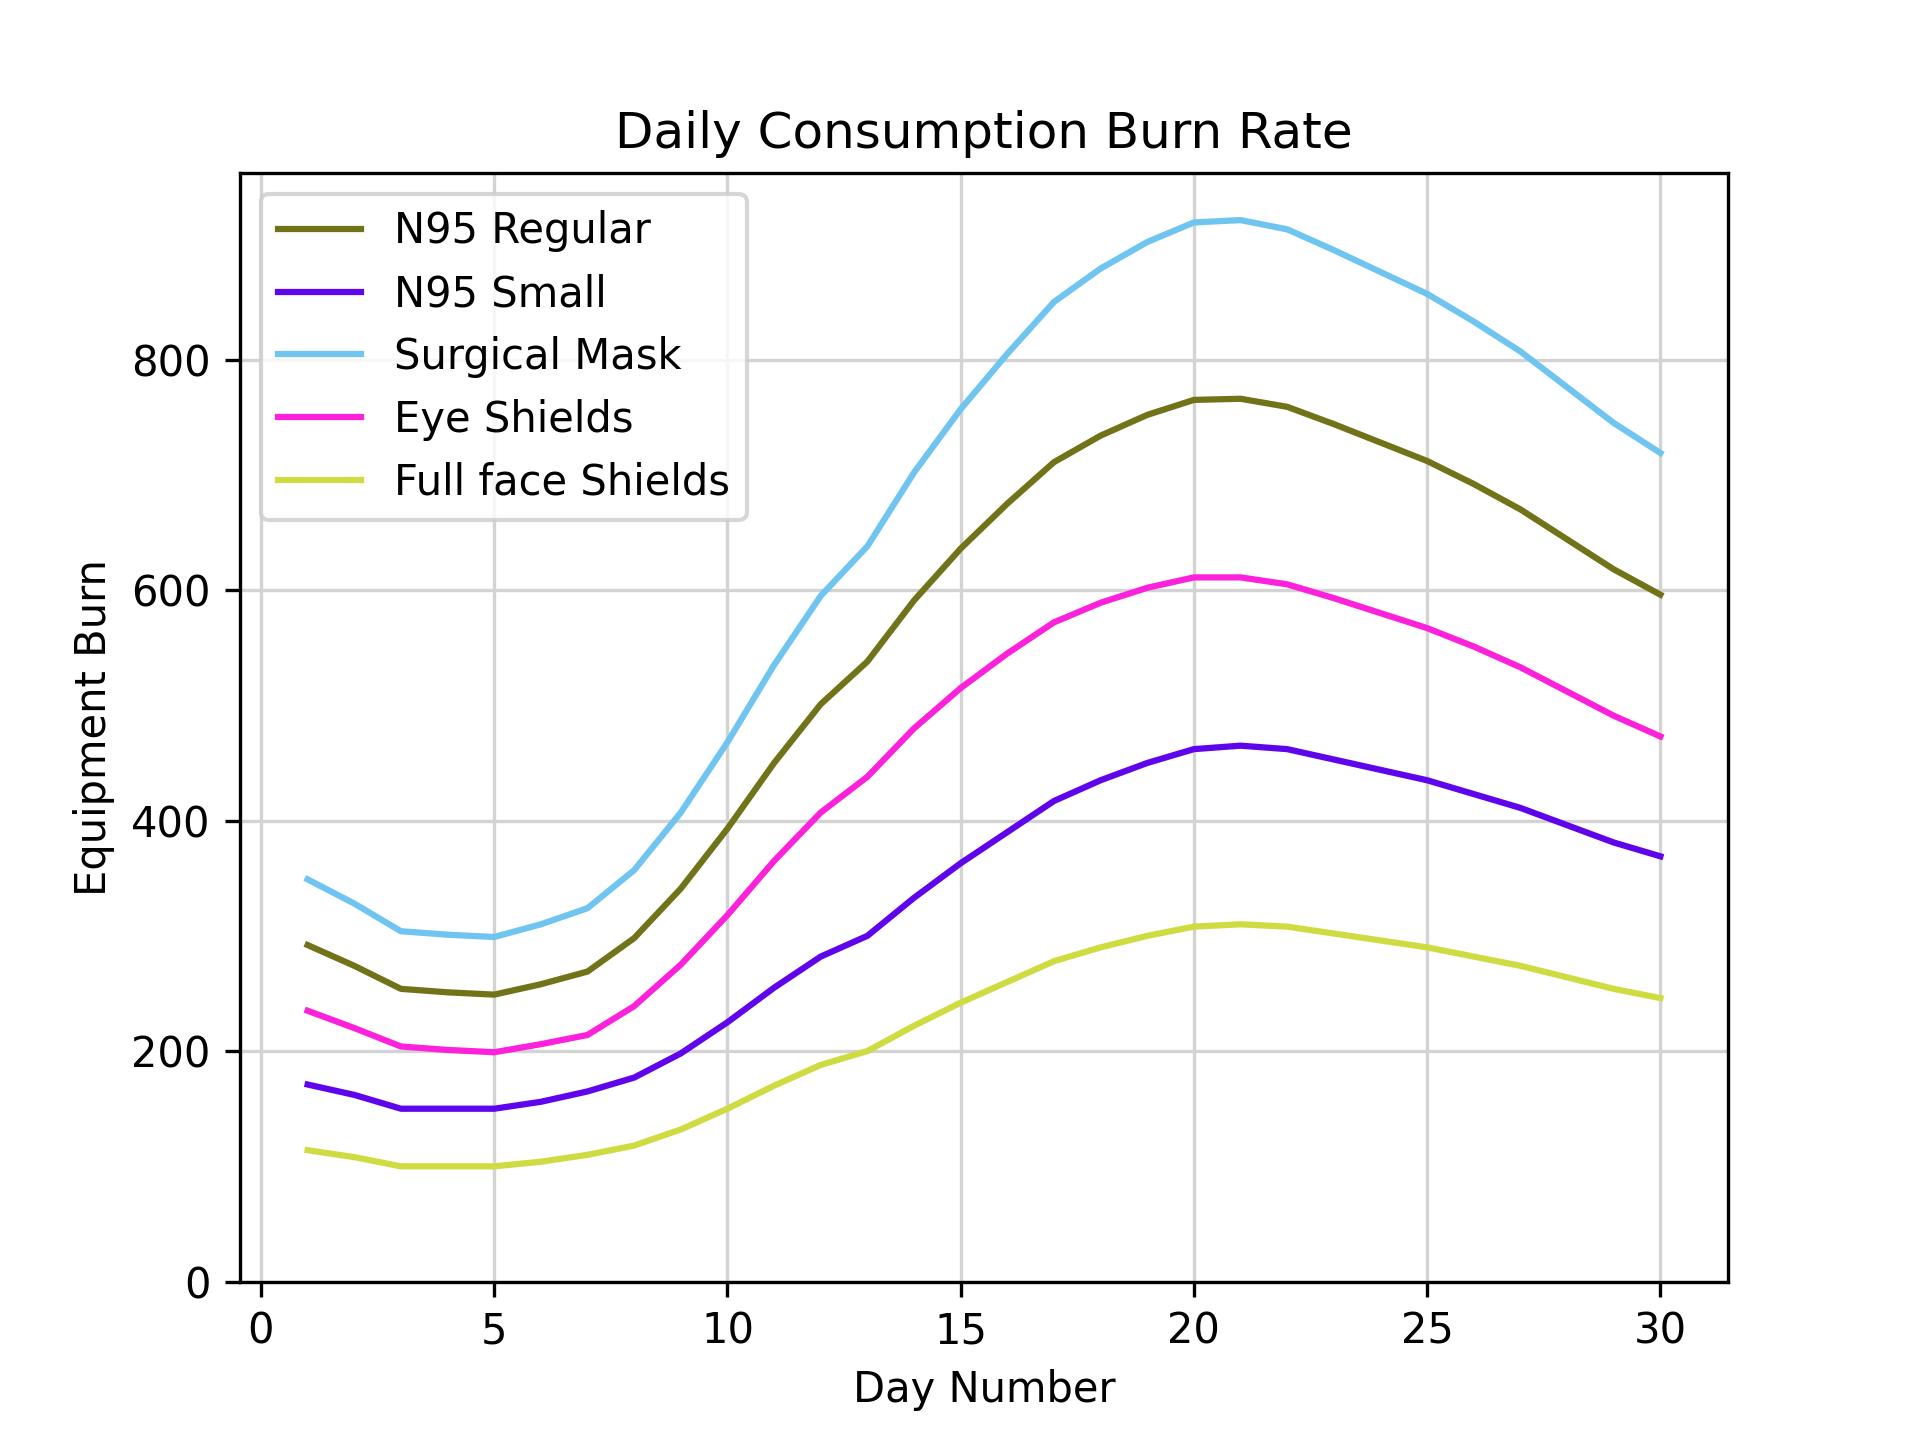 Daily Consumption Burn Rate
N95 Regular
N95 Small
Surgical Mask
Eye Shields
Full face Shields
Equipment Burn
800
600
400
200
0
0 5 10 15 20 25 30
Day Number